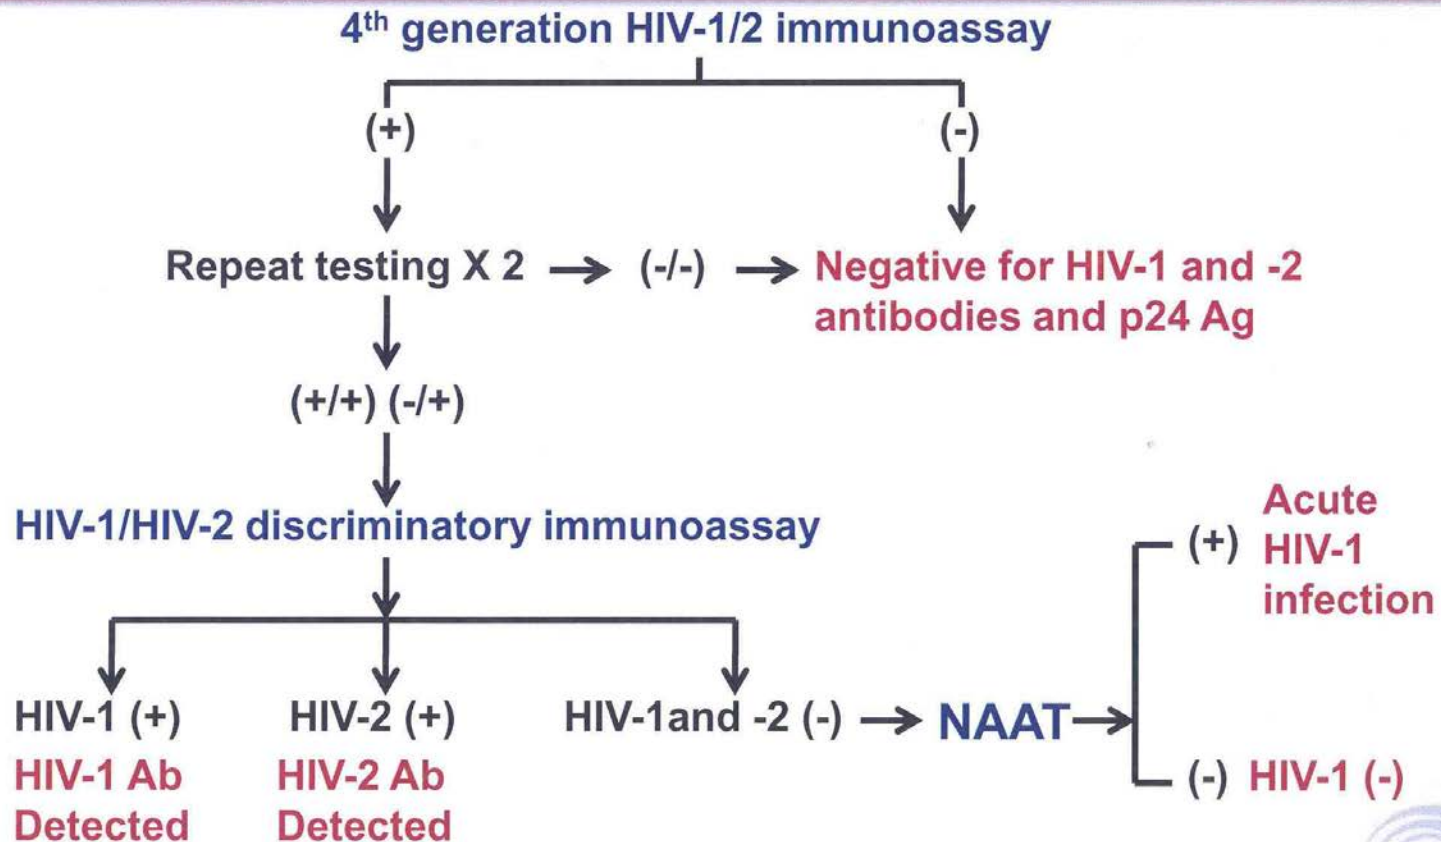 4th generation HIV-1/2 immunoassay
(+)
(-)
Repeat testing X 2
(-/-)
Negative for HIV-1 and -2
antibodies and p24 Ag
(+/+) (-/+)
HIV-1/HIV-2 discriminatory immunoassay
HIV-1 (+)
HIV-1 Ab
Detected
HIV-2 (+)
HIV-2 Ab
Detected
HIV-1and -2 (-)
NAAT
(+)
Acute
HIV-1
infection
(-) HIV-1 (-)